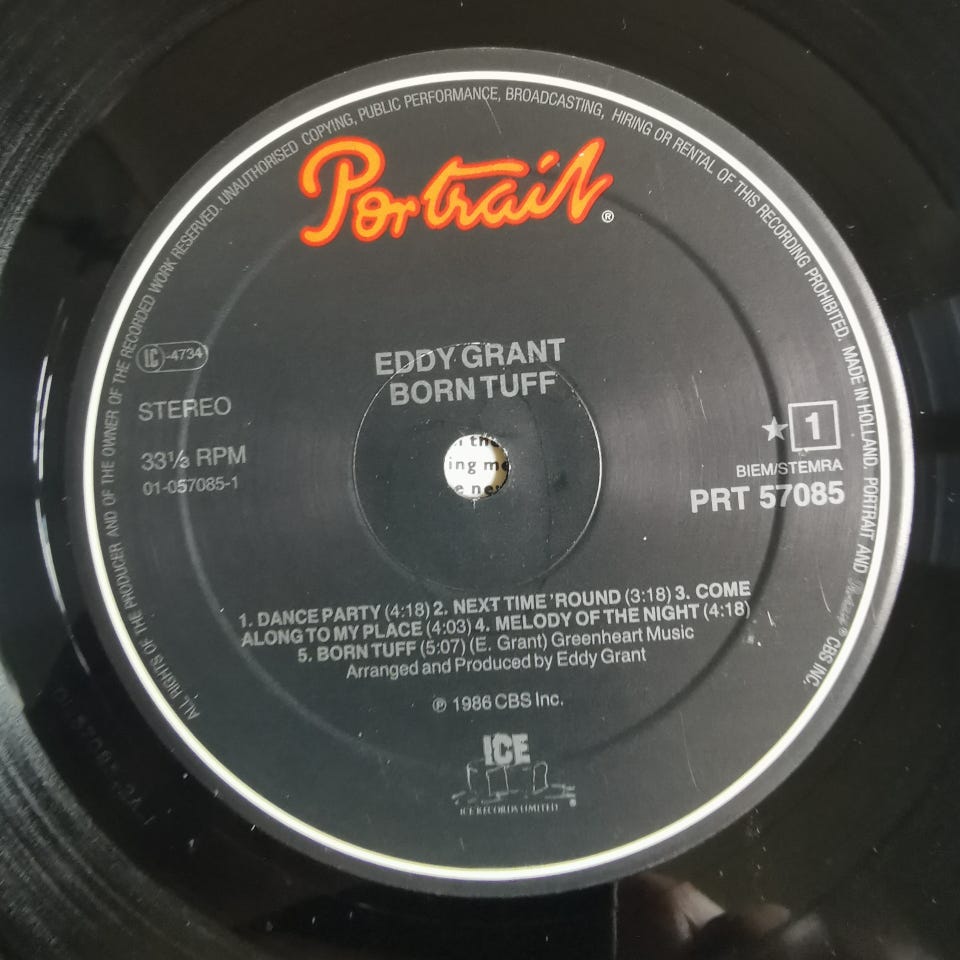 ALL RIGHTS OF THE PRODUCER AND OF THE OWNER OF THE RECORDED WORK RESERVED. UNAUTHORISED COPYING, PUBLIC PERFORMANCE, BROADCASTING, HIRING OR RENTAL OF THIS RECORDING PROHIBITED. MADE IN HOLLAND. PORTRAIT AND CBS INC.
Portrait®
EDDY GRANT
BORN TUFF
LC-4734
STEREO
33⅓ RPM
01-057085-1
★ 1
BIEM/STEMRA
PRT 57085
the
ing me
1. DANCE PARTY (4:18) 2. NEXT TIME 'ROUND (3:18) 3. COME
ALONG TO MY PLACE (4:03) 4. MELODY OF THE NIGHT (4:18)
5. BORN TUFF (5:07) (E. Grant) Greenheart Music
Arranged and Produced by Eddy Grant
℗ 1986 CBS Inc.
ICE
ICE RECORDS LIMITED ®